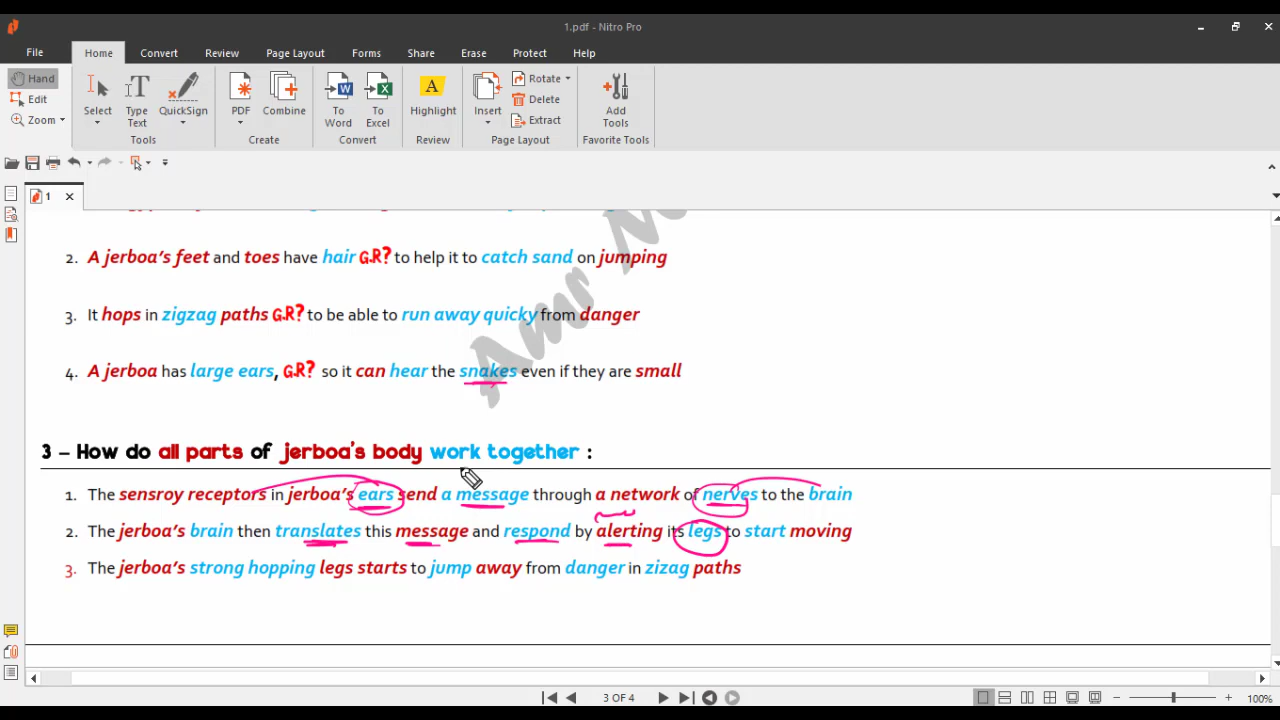 1.pdf - Nitro Pro
File Home Convert Review Page Layout Forms Share Erase Protect Help
Hand Edit Zoom
Select Type Text QuickSign PDF Combine To Word To Excel Highlight Insert Rotate Delete Extract Add Tools
Tools Create Convert Review Page Layout Favorite Tools
1
2. A jerboa's feet and toes have hair G.R? to help it to catch sand on jumping
3. It hops in zigzag paths G.R? to be able to run away quicky from danger
4. A jerboa has large ears, G.R? so it can hear the snakes even if they are small
Amr M
3 – How do all parts of jerboa's body work together :
1. The sensroy receptors in jerboa's ears send a message through a network of nerves to the brain
2. The jerboa's brain then translates this message and respond by alerting its legs to start moving
3. The jerboa's strong hopping legs starts to jump away from danger in zizag paths
3 OF 4
100%